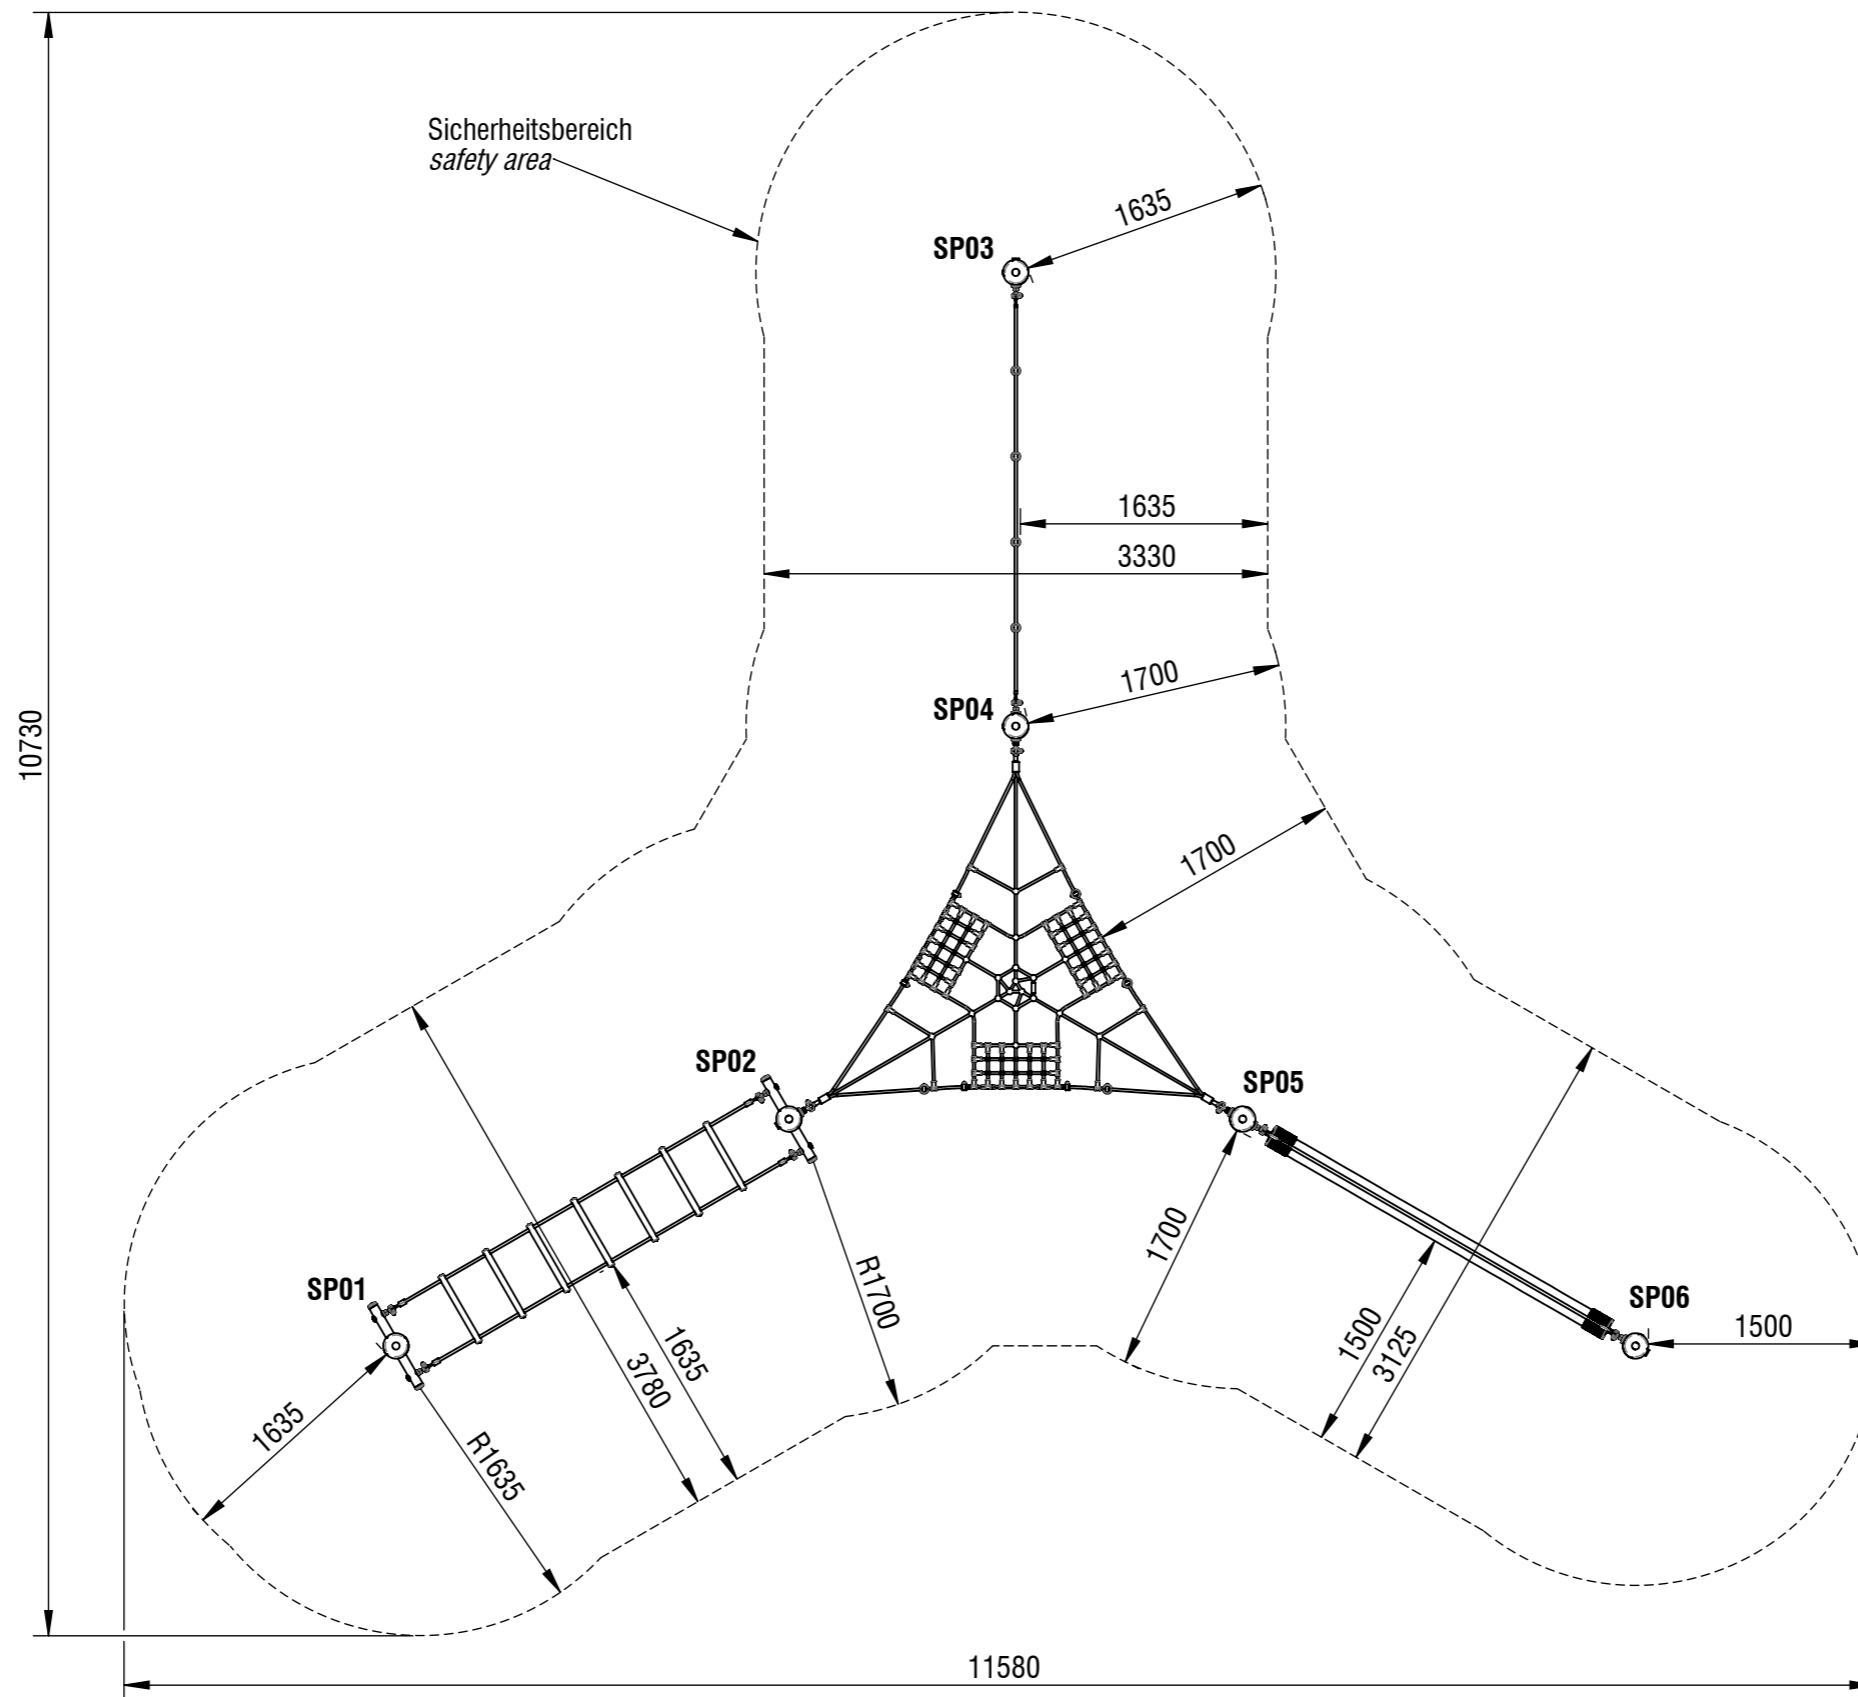 Sicherheitsbereich
safety area
1635
SP03
1635
3330
1700
SP04
10730
1700
SP02
SP05
SP01
R1700
1700
SP06
1635
1500
1500
3780
3125
1635
R1635
11580